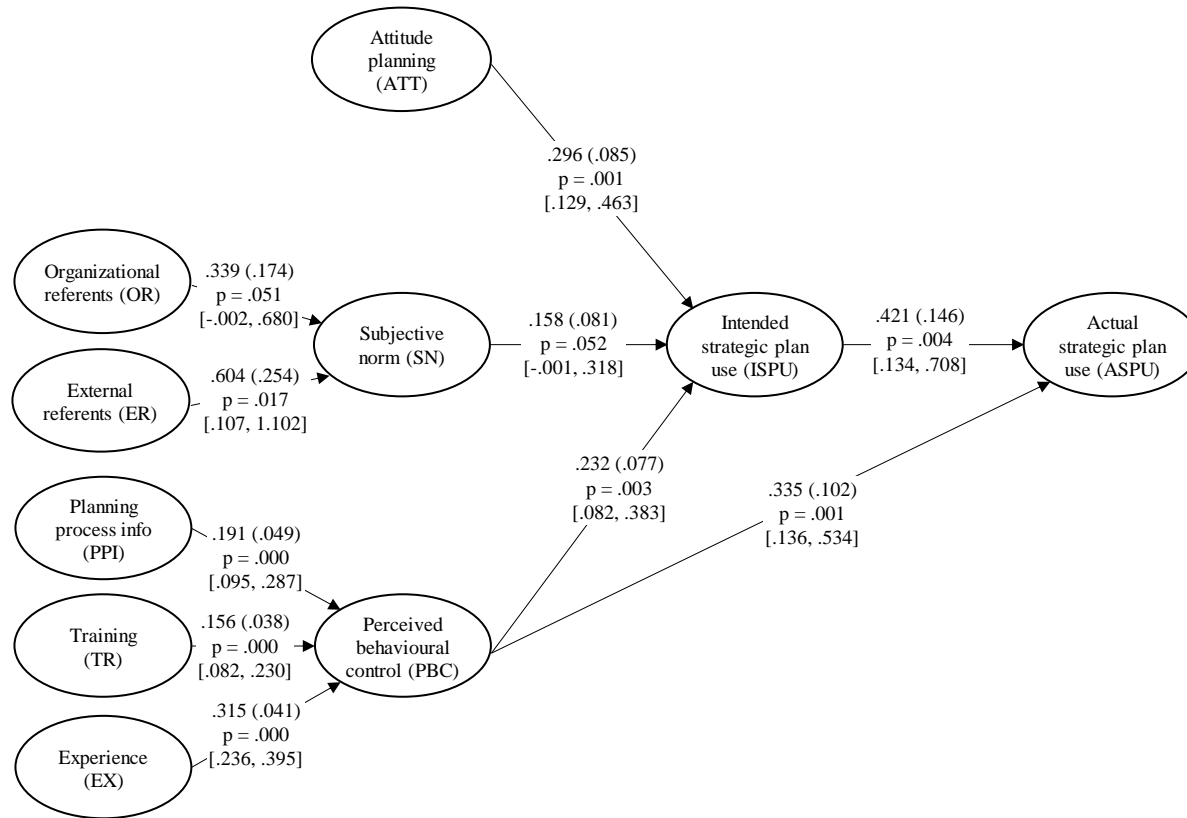 Attitude
planning
(ATT)
.296 (.085)
p = .001
[.129, .463]
Organizational
referents (OR)
.339 (.174)
p = .051
[-.002, .680]
Subjective
norm (SN)
.158 (.081)
p = .052
[-.001, .318]
Intended
strategic plan
use (ISPU)
.421 (.146)
p = .004
[.134, .708]
Actual
strategic plan
use (ASPU)
External
referents (ER)
.604 (.254)
p = .017
[.107, 1.102]
.232 (.077)
p = .003
[.082, .383]
.335 (.102)
p = .001
[.136, .534]
Planning
process info
(PPI)
.191 (.049)
p = .000
[.095, .287]
Training
(TR)
.156 (.038)
p = .000
[.082, .230]
Perceived
behavioural
control (PBC)
.315 (.041)
p = .000
[.236, .395]
Experience
(EX)